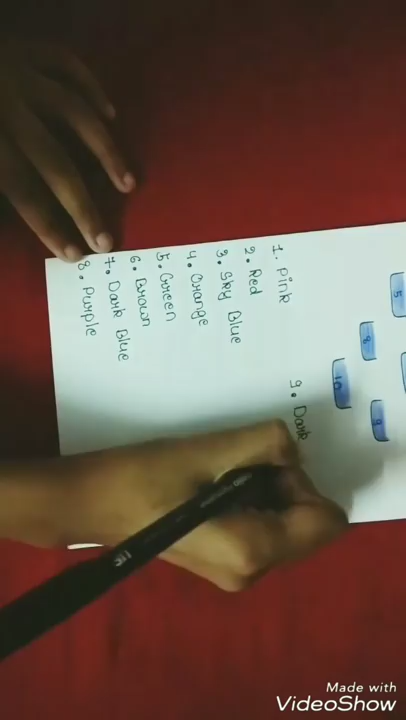 5
8
9
10
1. Pink
2. Red
3. Sky Blue
4. Orange
5. Green
6. Brown
7. Dark Blue
8. Purple
9. Dark
Made with
VideoShow